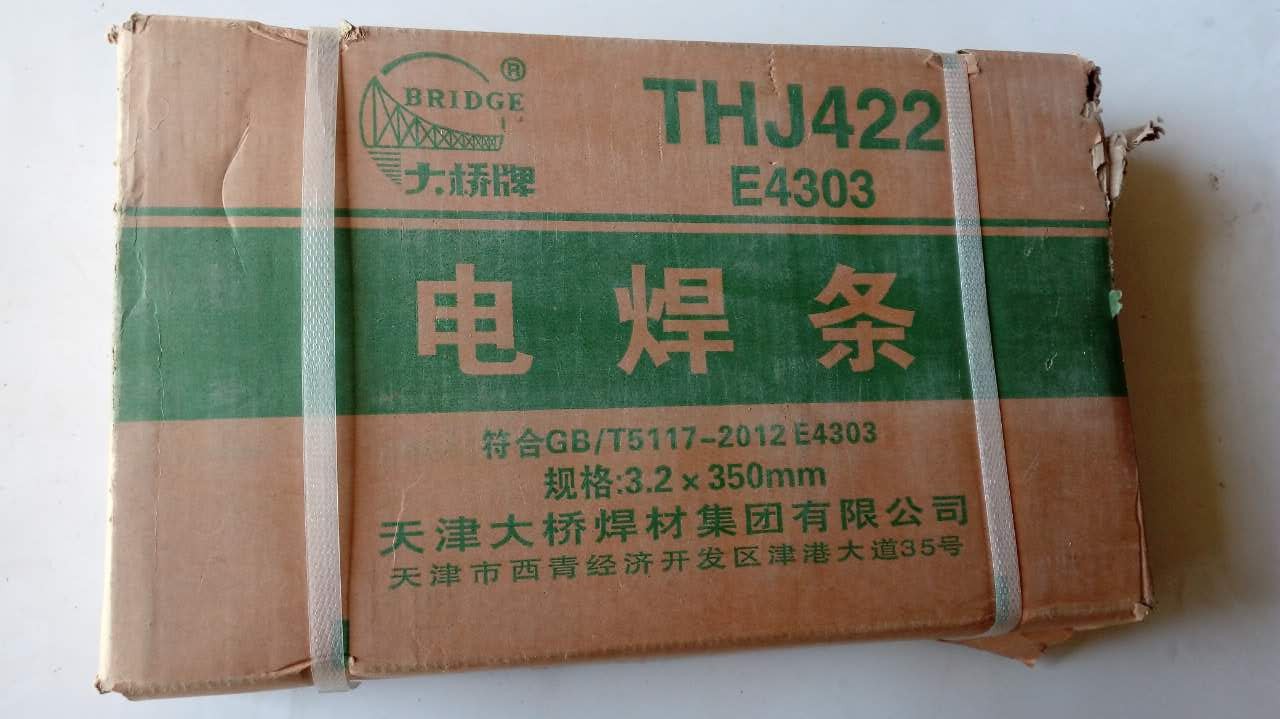 BRIDGE ®
大桥牌
THJ422
E4303
电焊条
符合GB/T5117-2012 E4303
规格:3.2×350mm
天津大桥焊材集团有限公司
天津市西青经济开发区津港大道35号